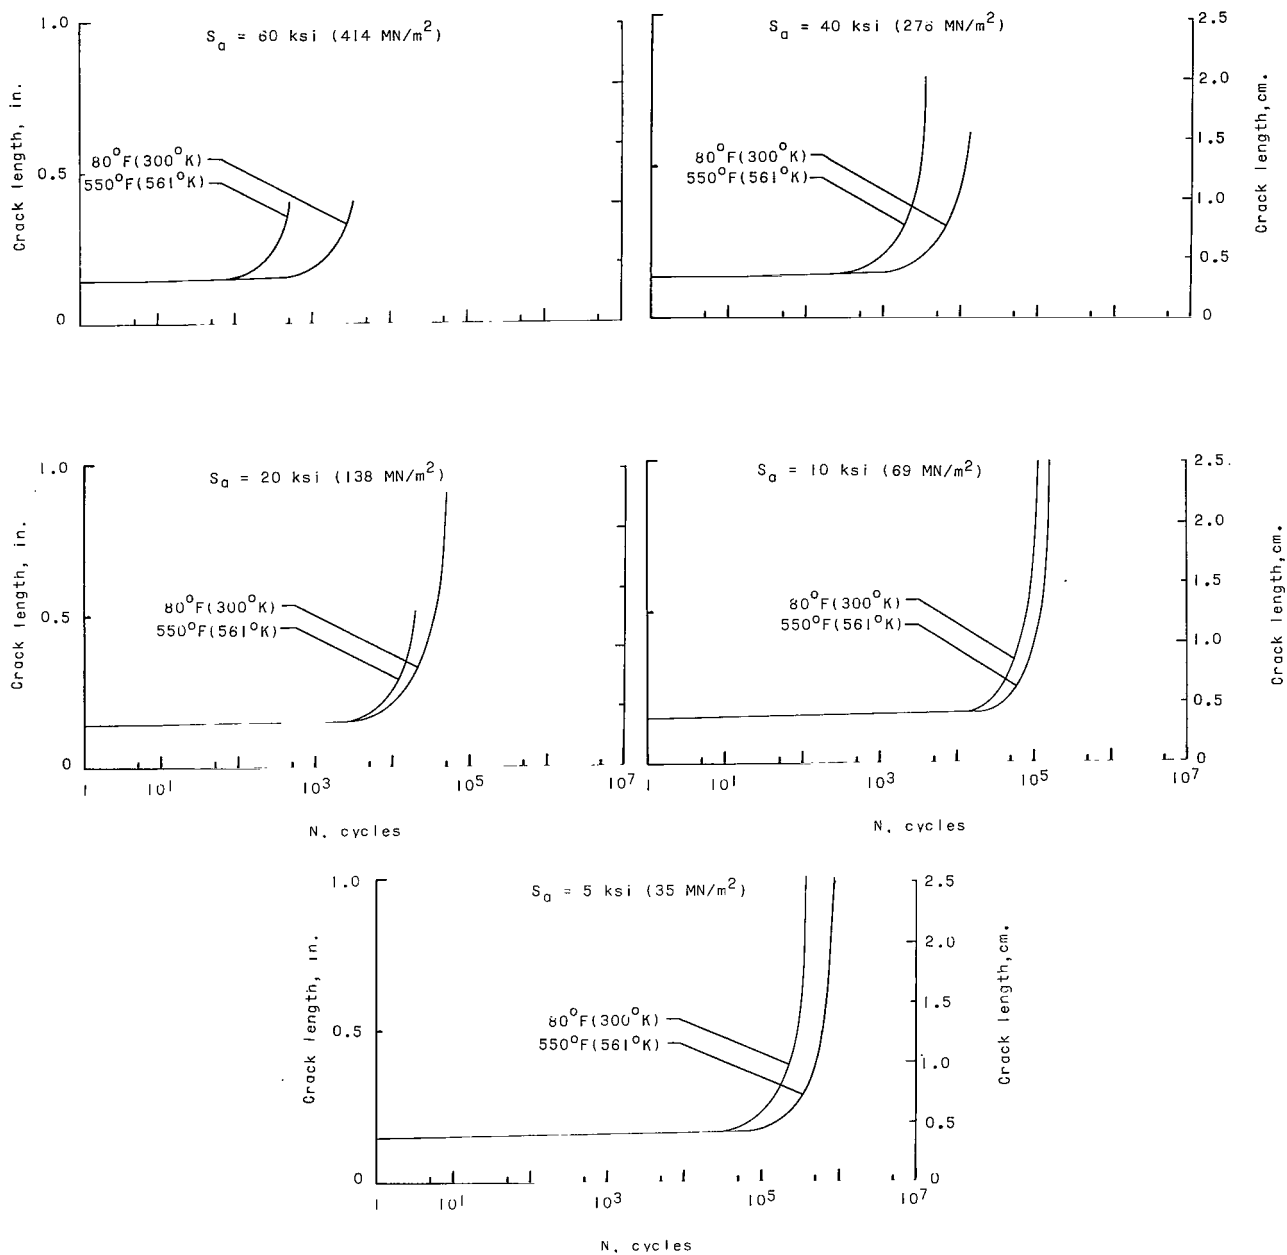 1.0
S_a = 60 ksi (414 MN/m²)
Crack length, in.
80°F(300°K)
550°F(561°K)
0.5
0
S_a = 40 ksi (276 MN/m²)
2.5
2.0
80°F(300°K)
550°F(561°K)
1.5
1.0
0.5
0
Crack length,cm.
1.0
S_a = 20 ksi (138 MN/m²)
Crack length, in.
80°F(300°K)
550°F(561°K)
0.5
0
1 10¹ 10³ 10⁵ 10⁷
N, cycles
S_a = 10 ksi (69 MN/m²)
2.5
2.0
80°F(300°K)
550°F(561°K)
1.5
1.0
0.5
0
Crack length,cm.
1 10¹ 10³ 10⁵ 10⁷
N, cycles
1.0
S_a = 5 ksi (35 MN/m²)
2.5
Crack length, in.
2.0
0.5
80°F(300°K)
550°F(561°K)
1.5
1.0
0.5
0
0
Crack length,cm.
1 10¹ 10³ 10⁵ 10⁷
N, cycles